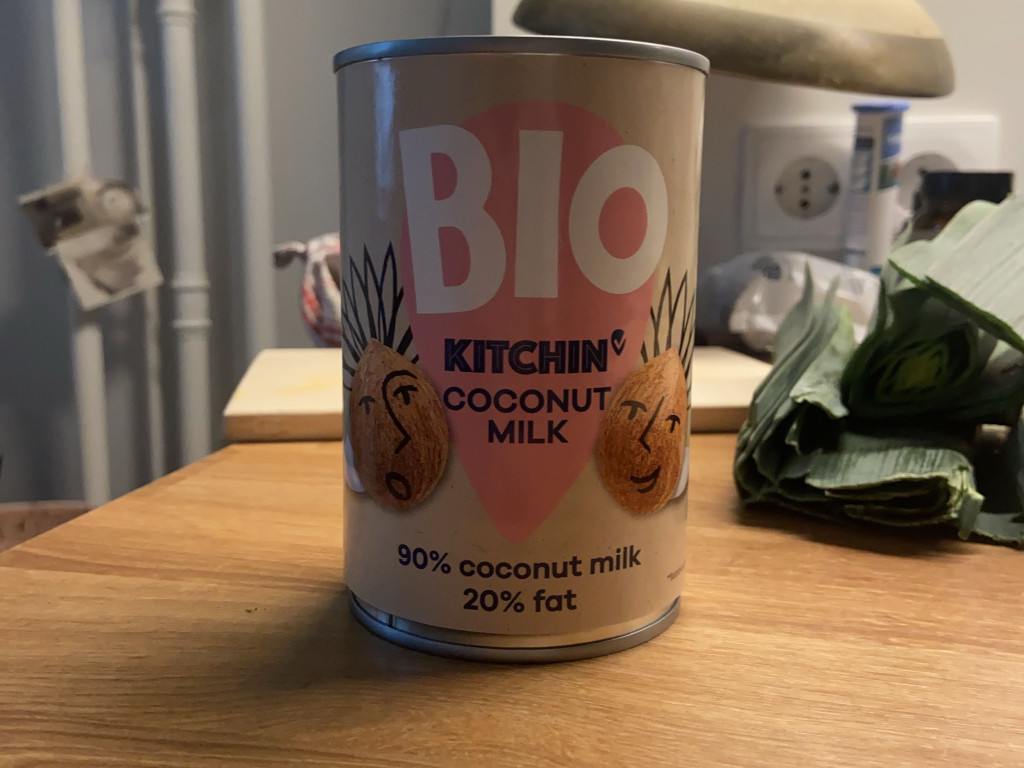 BIO
KITCHIN
COCONUT
MILK
90% coconut milk
20% fat